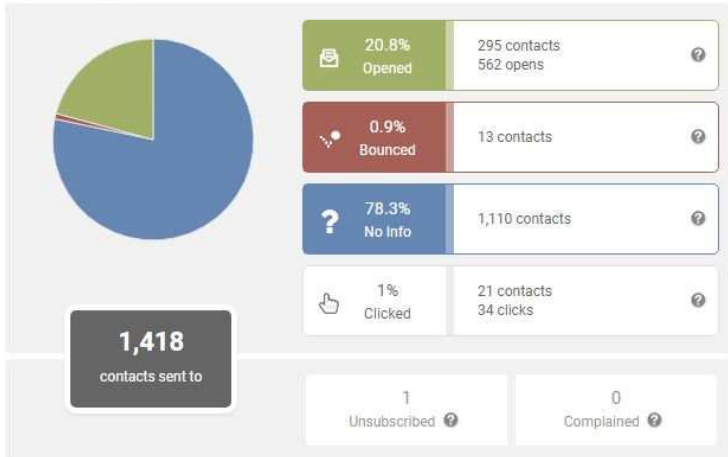 20.8%
Opened
295 contacts
562 opens
0.9%
Bounced
13 contacts
78.3%
No Info
1,110 contacts
1%
Clicked
21 contacts
34 clicks
1,418
contacts sent to
1
Unsubscribed
0
Complained